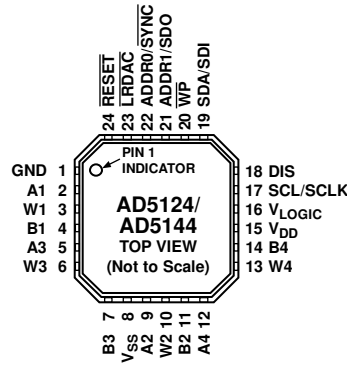 24 RESET
23 LRDAC
22 ADDR0/SYNC
21 ADDR1/SDO
20 WP
19 SDA/SDI
GND 1
A1 2
W1 3
B1 4
A3 5
W3 6
PIN 1
INDICATOR
AD5124/
AD5144
TOP VIEW
(Not to Scale)
18 DIS
17 SCL/SCLK
16 VLOGIC
15 VDD
14 B4
13 W4
B3 7
VSS 8
A2 9
W2 10
B2 11
A4 12